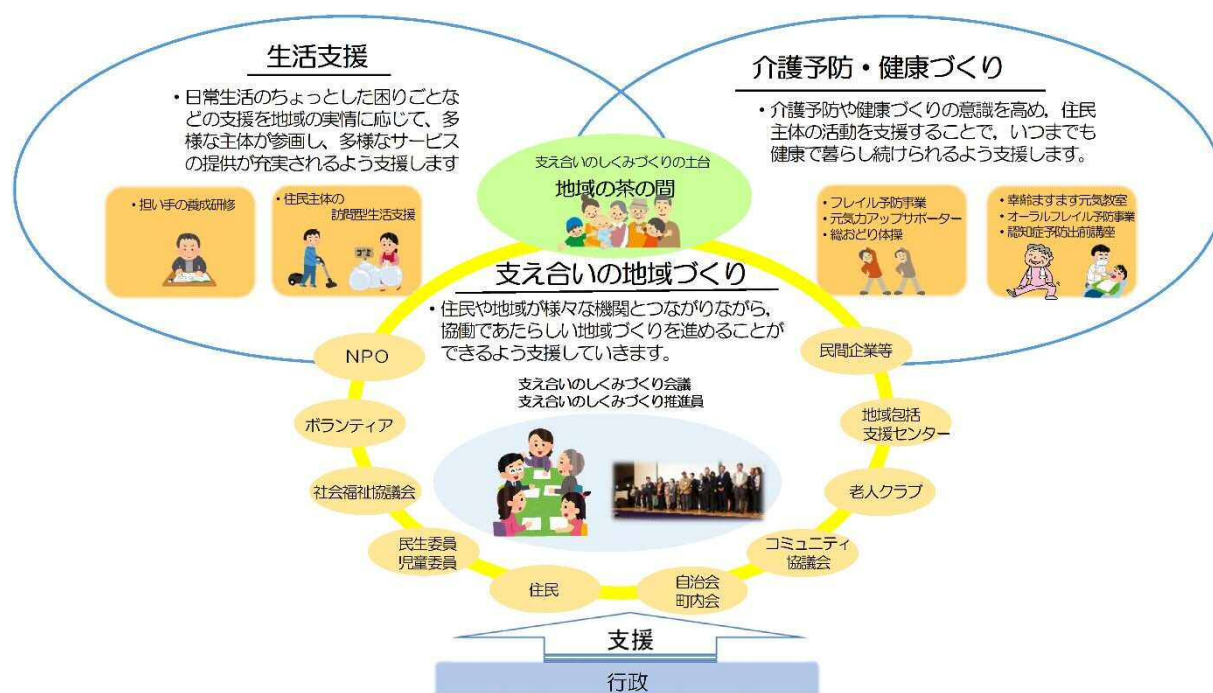 生活支援
・日常生活のちょっとした困りごとな
どの支援を地域の実情に応じて、多
様な主体が参画し、多様なサービス
の提供が充実されるよう支援します
・担い手の養成研修
・住民主体の
訪問型生活支援
介護予防・健康づくり
・介護予防や健康づくりの意識を高め，住民
主体の活動を支援することで，いつまでも
健康で暮らし続けられるよう支援します。
・フレイル予防事業
・元気力アップサポーター
・総おどり体操
・幸齢ますます元気教室
・オーラルフレイル予防事業
・認知症予防出前講座
支え合いのしくみづくりの土台
地域の茶の間
支え合いの地域づくり
・住民や地域が様々な機関とつながりながら，
協働であたらしい地域づくりを進めることが
できるよう支援していきます。
支え合いのしくみづくり会議
支え合いのしくみづくり推進員
NPO
ボランティア
社会福祉協議会
民生委員
児童委員
住民
自治会
町内会
コミュニティ
協議会
老人クラブ
地域包括
支援センター
民間企業等
支援
行政